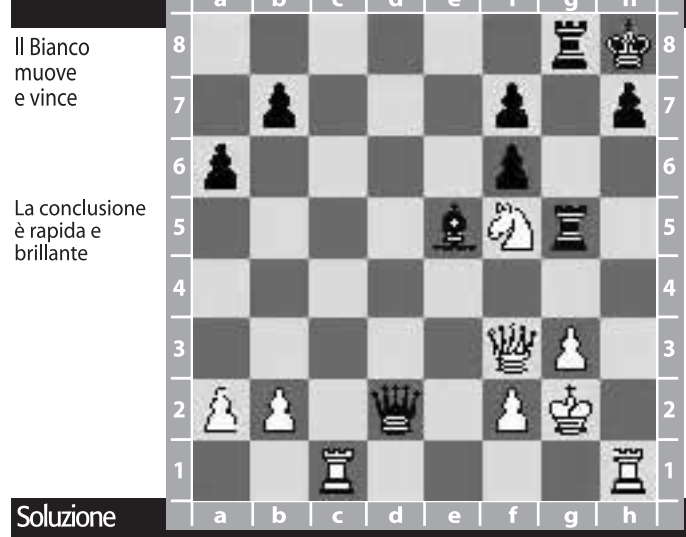 a b c d e f g h
Il Bianco
muove
e vince
La conclusione
è rapida e
brillante
8 8
7 7
6 6
5 5
4 4
3 3
2 2
1 1
Soluzione
a b c d e f g h